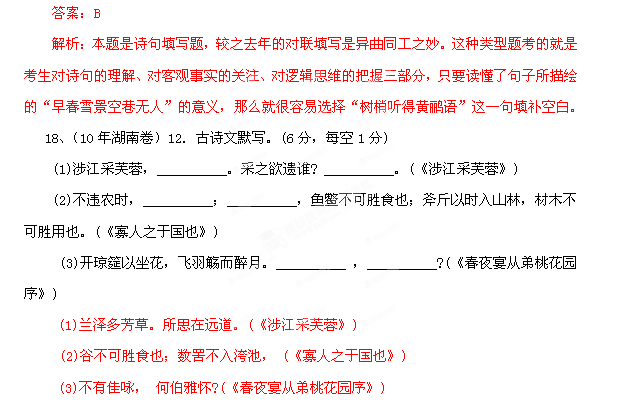 答案：B
解析：本题是诗句填写题，较之去年的对联填写是异曲同工之妙。这种类型题考的就是
考生对诗句的理解、对客观事实的关注、对逻辑思维的把握三部分，只要读懂了句子所描绘
的“早春雪景空巷无人”的意义，那么就很容易选择“树梢听得黄鹂语”这一句填补空白。
18、（10年湖南卷）12. 古诗文默写。(6分，每空1分)
(1)涉江采芙蓉，__________。采之欲遗谁？__________。(《涉江采芙蓉》)
(2)不违农时，__________；__________，鱼鳖不可胜食也；斧斤以时入山林，材木不
可胜用也。(《寡人之于国也》)
(3)开琼筵以坐花，飞羽觞而醉月。__________ ，__________?(《春夜宴从弟桃花园
序》)
(1)兰泽多芳草。所思在远道。(《涉江采芙蓉》)
(2)谷不可胜食也；数罟不入洿池， (《寡人之于国也》)
(3)不有佳咏， 何伯雅怀?(《春夜宴从弟桃花园序》)